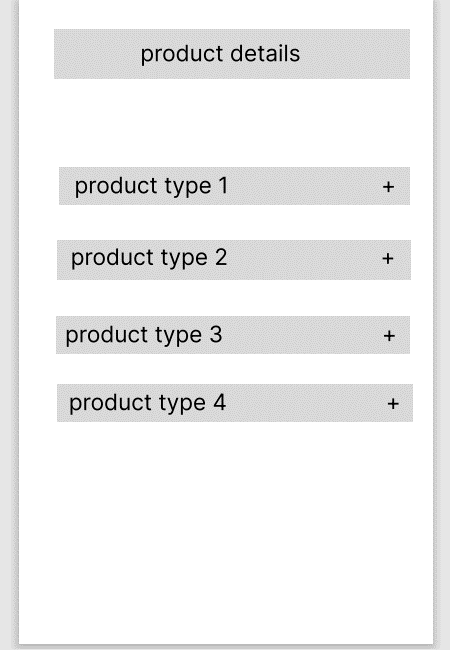 product details
product type 1 +
product type 2 +
product type 3 +
product type 4 +